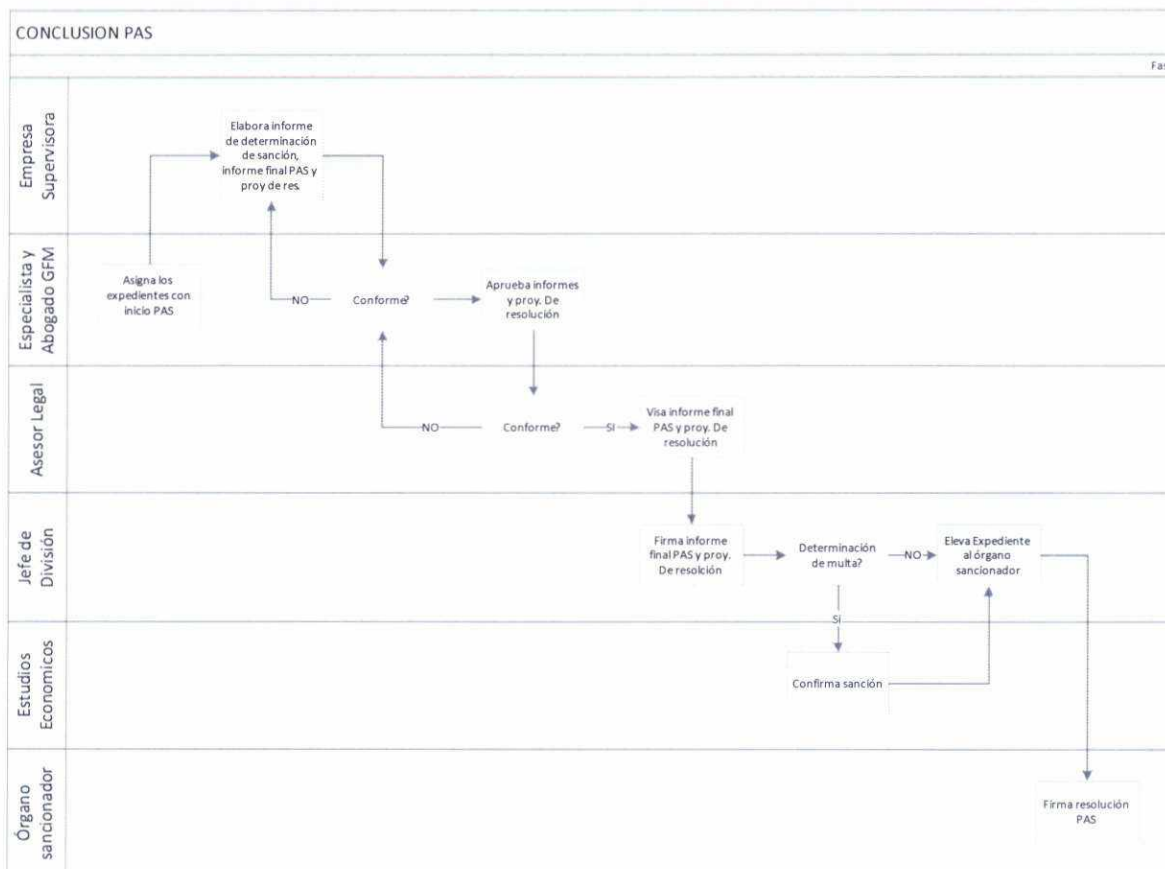 CONCLUSION PAS
Fas
Empresa
Supervisora
Elabora informe
de determinación
de sanción,
informe final PAS y
proy de res.
Especialista y
Abogado GFM
Asigna los
expedientes con
inicio PAS
NO
Conforme?
Aprueba informes
y proy. De
resolución
Asesor Legal
NO
Conforme?
SI
Visa informe final
PAS y proy. De
resolución
Jefe de
División
Firma informe
final PAS y proy.
De resolción
Determinación
de multa?
NO
Eleva Expediente
al órgano
sancionador
Si
Estudios
Economicos
Confirma sanción
Órgano
sancionador
Firma resolución
PAS